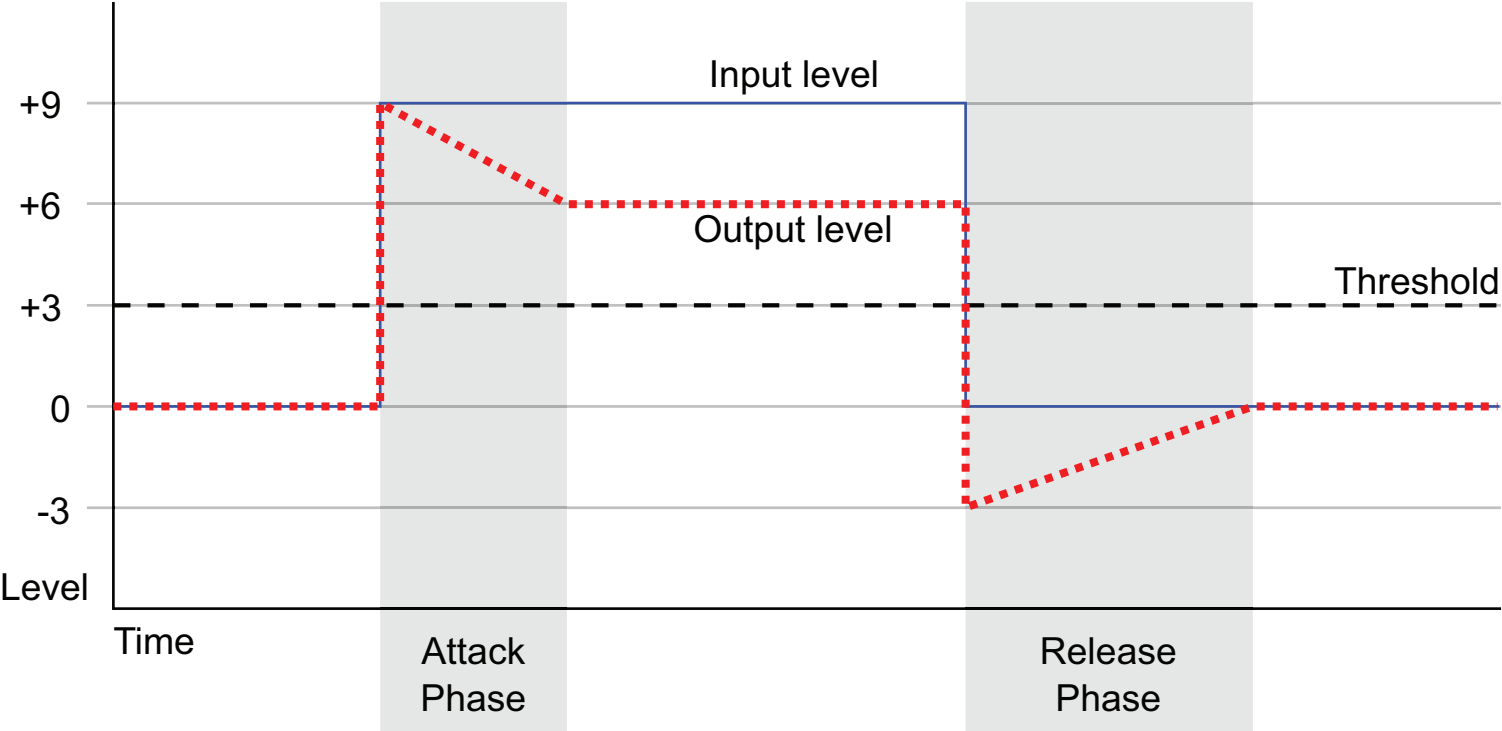 Input level
+9
+6
Output level
Threshold
+3
0
-3
Level
Time
Attack
Phase
Release
Phase